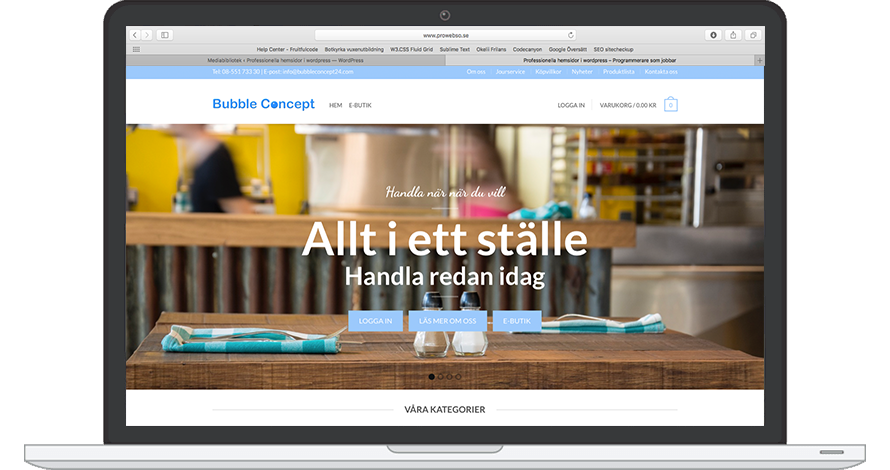 www.prowebso.se
Help Center - Fruitfulcode Botkyrka vuxenutbildning W3.CSS Fluid Grid Sublime Text Okeli Frilans Codecanyon Google Översätt SEO sitecheckup
Mediabibliotek ‹ Professionella hemsidor i wordpress — WordPress Professionella hemsidor i wordpress – Programmerare som jobbar
Tel: 08-551 733 30 | E-post: info@bubbleconcept24.com Om oss Jourservice Köpvillkor Nyheter Produktlista Kontakta oss
Bubble Concept HEM E-BUTIK LOGGA IN VARUKORG / 0.00 KR 0
Handla när när du vill
Allt i ett ställe
Handla redan idag
LOGGA IN LÄS MER OM OSS E-BUTIK
VÅRA KATEGORIER